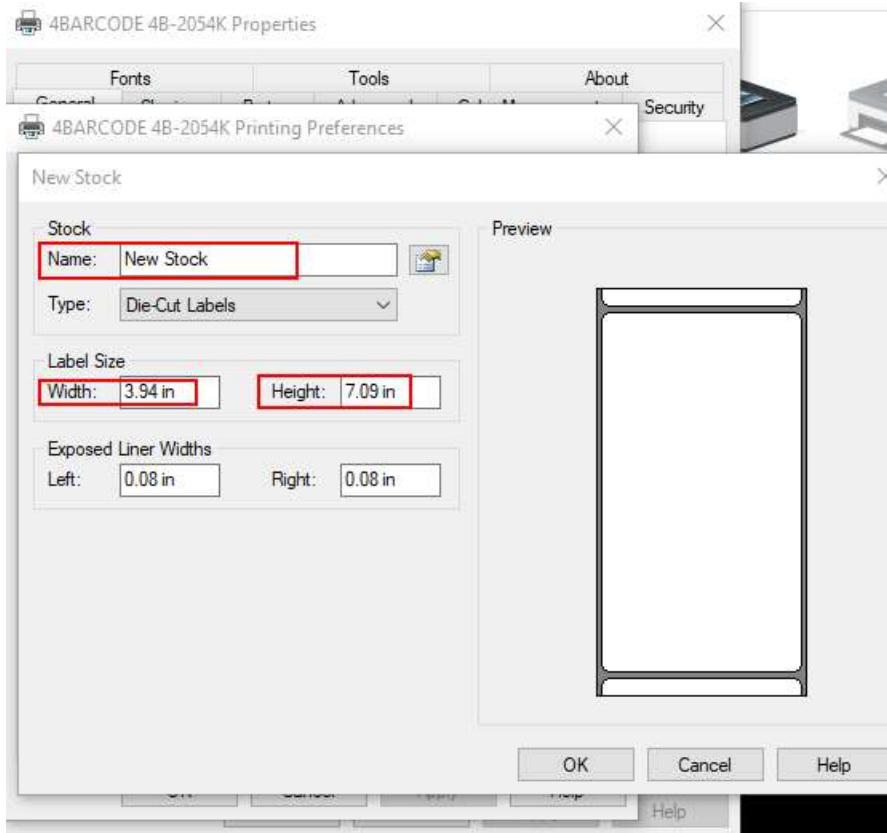 4BARCODE 4B-2054K Properties
Fonts Tools About
General Security
4BARCODE 4B-2054K Printing Preferences
New Stock
Stock
Name: New Stock
Type: Die-Cut Labels
Label Size
Width: 3.94 in Height: 7.09 in
Exposed Liner Widths
Left: 0.08 in Right: 0.08 in
Preview
OK Cancel Help
Help